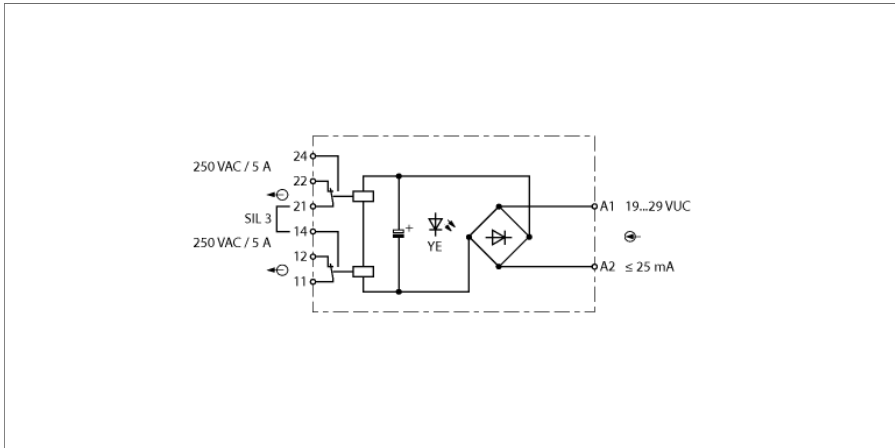 24
250 VAC / 5 A
22
21
SIL 3
14
250 VAC / 5 A
12
11
+
YE
A1 19...29 VUC
A2 ≤ 25 mA